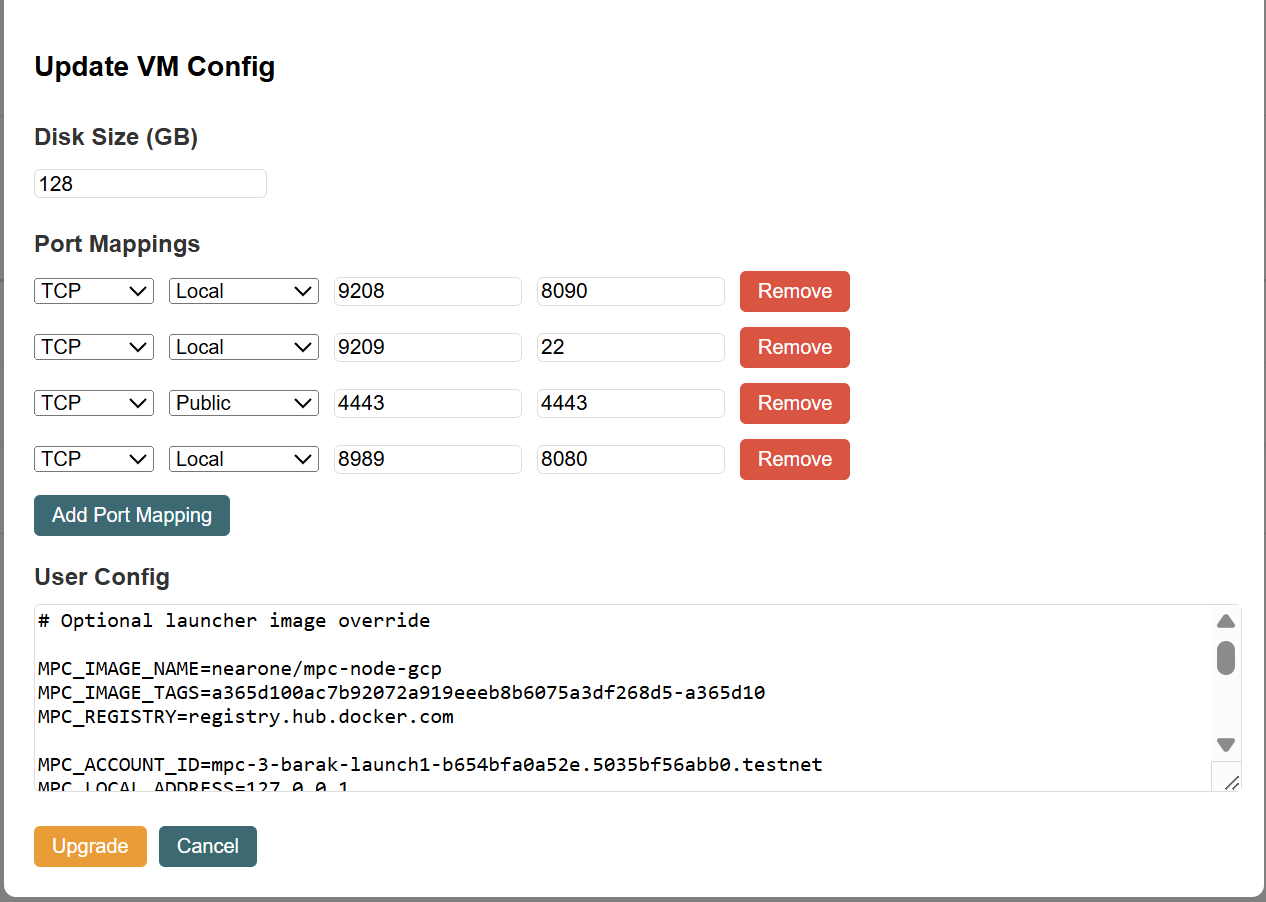 Update VM Config
Disk Size (GB)
128
Port Mappings
TCP Local 9208 8090 Remove
TCP Local 9209 22 Remove
TCP Public 4443 4443 Remove
TCP Local 8989 8080 Remove
Add Port Mapping
User Config
# Optional launcher image override
MPC_IMAGE_NAME=nearone/mpc-node-gcp
MPC_IMAGE_TAGS=a365d100ac7b92072a919eeeb8b6075a3df268d5-a365d10
MPC_REGISTRY=registry.hub.docker.com
MPC_ACCOUNT_ID=mpc-3-barak-launch1-b654bfa0a52e.5035bf56abb0.testnet
MPC_LOCAL_ADDRESS=127.0.0.1
Upgrade Cancel